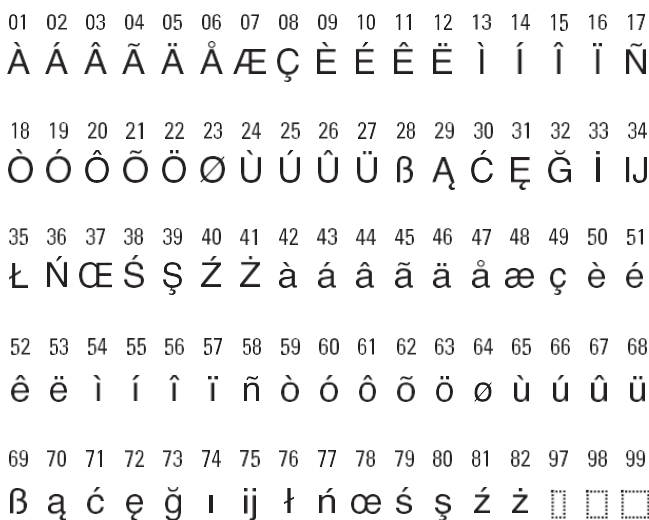 01 02 03 04 05 06 07 08 09 10 11 12 13 14 15 16 17
À Á Â Ã Ä Å Æ Ç È É Ê Ë Ì Í Î Ï Ñ
18 19 20 21 22 23 24 25 26 27 28 29 30 31 32 33 34
Ò Ó Ô Õ Ö Ø Ù Ú Û Ü ß Ą Ć Ę Ğ İ IJ
35 36 37 38 39 40 41 42 43 44 45 46 47 48 49 50 51
Ł Ń Œ Ś Ş Ź Ż à á â ã ä å æ ç è é
52 53 54 55 56 57 58 59 60 61 62 63 64 65 66 67 68
ê ë ì í î ï ñ ò ó ô õ ö ø ù ú û ü
69 70 71 72 73 74 75 76 77 78 79 80 81 82 97 98 99
ß ą ć ę ğ ı ij ł ń œ ś ş ź ż